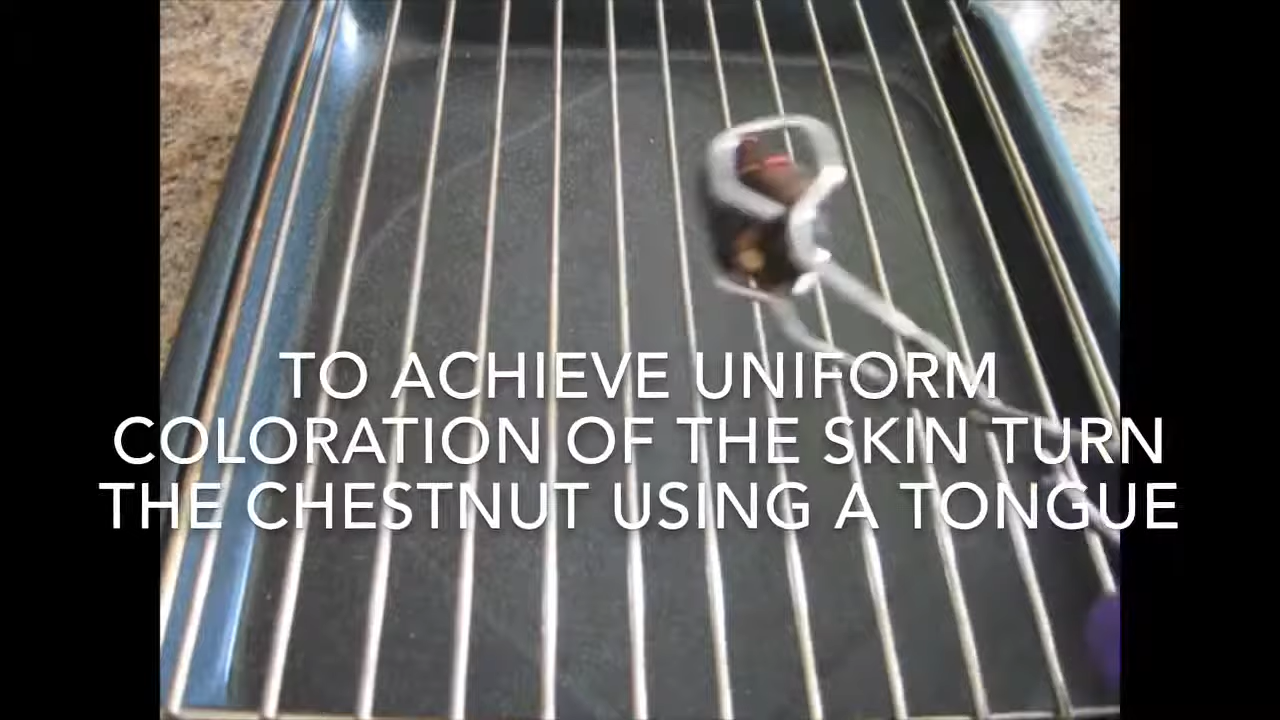 TO ACHIEVE UNIFORM
COLORATION OF THE SKIN TURN
THE CHESTNUT USING A TONGUE